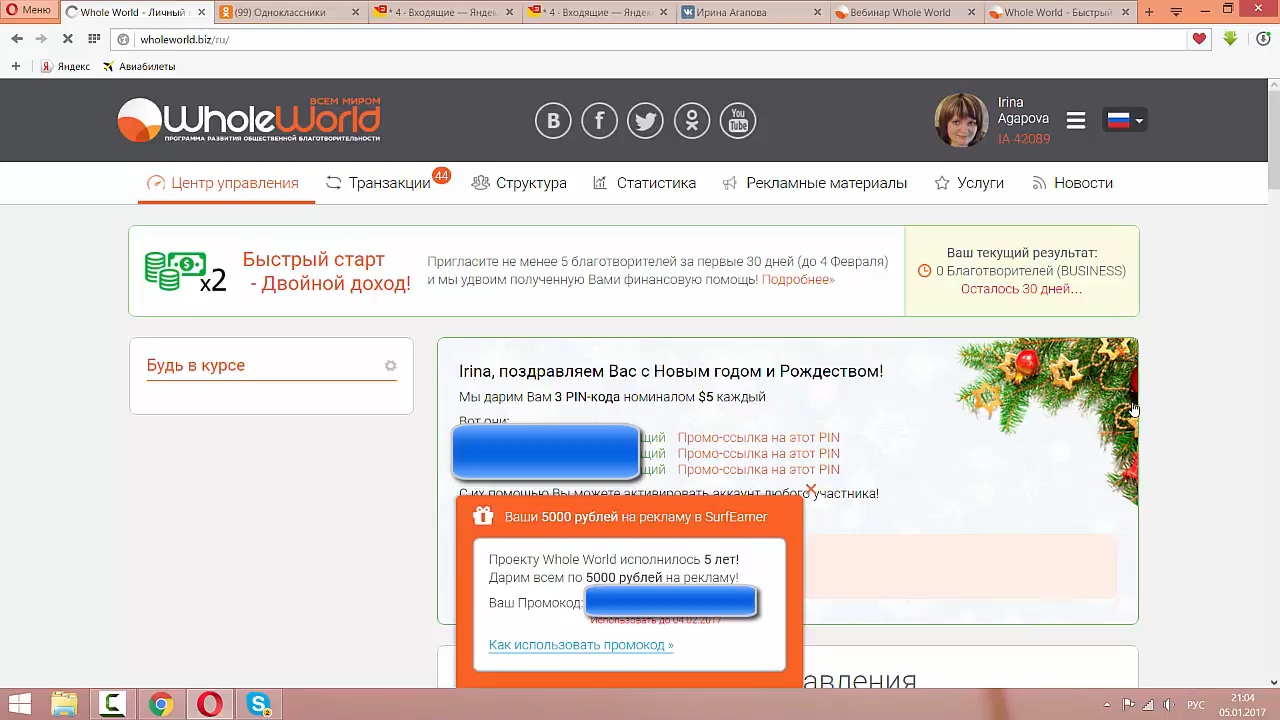 Меню
Whole World - Личный
(99) Одноклассники
* 4 · Входящие — Яндек
* 4 · Входящие — Яндек
Ирина Агапова
Вебинар Whole World
Whole World - Быстрый
wholeworld.biz/ru/
Яндекс
Авиабилеты
ВСЕМ МИРОМ
WholeWorld
ПРОГРАММА РАЗВИТИЯ ОБЩЕСТВЕННОЙ БЛАГОТВОРИТЕЛЬНОСТИ
B
f
You
Tube
Irina
Agapova
IA 42089
Центр управления
Транзакции
44
Структура
Статистика
Рекламные материалы
Услуги
Новости
x2
Быстрый старт
- Двойной доход!
Пригласите не менее 5 благотворителей за первые 30 дней (до 4 Февраля)
и мы удвоим полученную Вами финансовую помощь! Подробнее»
Ваш текущий результат:
0 Благотворителей (BUSINESS)
Осталось 30 дней...
Будь в курсе
Irina, поздравляем Вас с Новым годом и Рождеством!
Мы дарим Вам 3 PIN-кода номиналом $5 каждый
Вот они:
щий Промо-ссылка на этот PIN
щий Промо-ссылка на этот PIN
щий Промо-ссылка на этот PIN
С их помощью Вы можете активировать аккаунт любого участника!
Ваши 5000 рублей на рекламу в SurfEarner
Проекту Whole World исполнилось 5 лет!
Дарим всем по 5000 рублей на рекламу!
Ваш Промокод:
Использовать до 04.02.2017
Как использовать промокод »
авления
РУС
21:04
05.01.2017